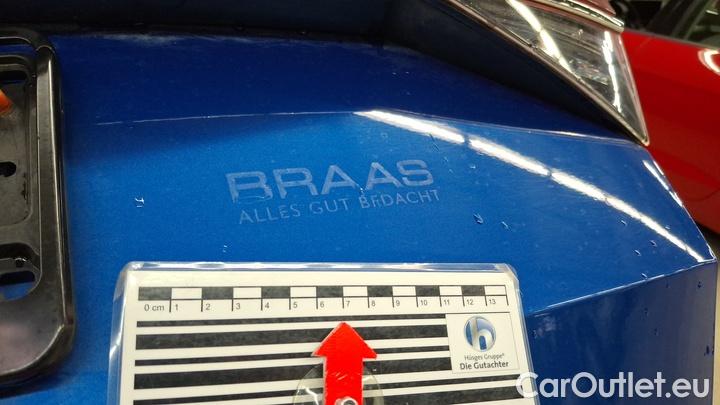 BRAAS
ALLES GUT BEDACHT
0 cm 1 2 3 4 5 6 7 8 9 10 11 12 13
h
Hüsges Gruppe®
Die Gutachter
CarOutlet.eu